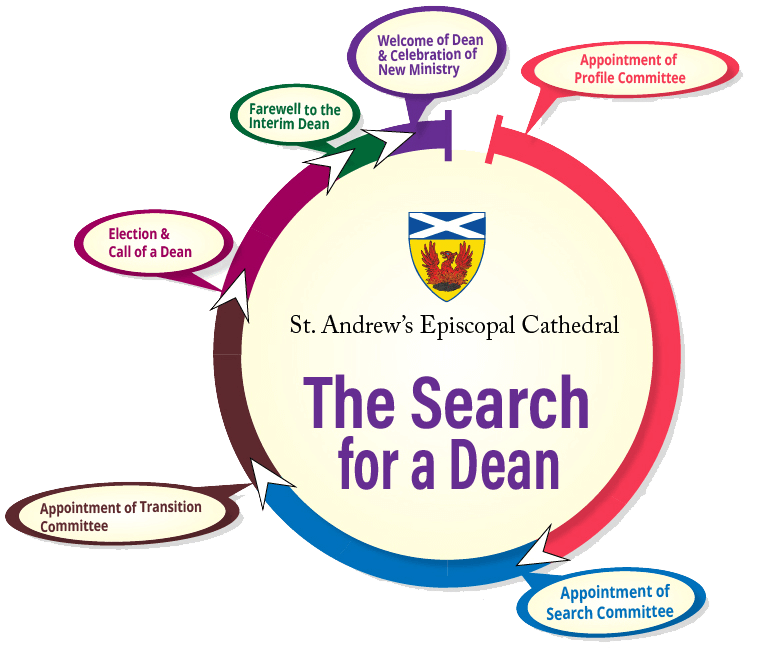 Welcome of Dean
& Celebration of
New Ministry
Appointment of
Profile Committee
Farewell to the
Interim Dean
Election &
Call of a Dean
St. Andrew's Episcopal Cathedral
The Search
for a Dean
Appointment of Transition
Committee
Appointment of
Search Committee